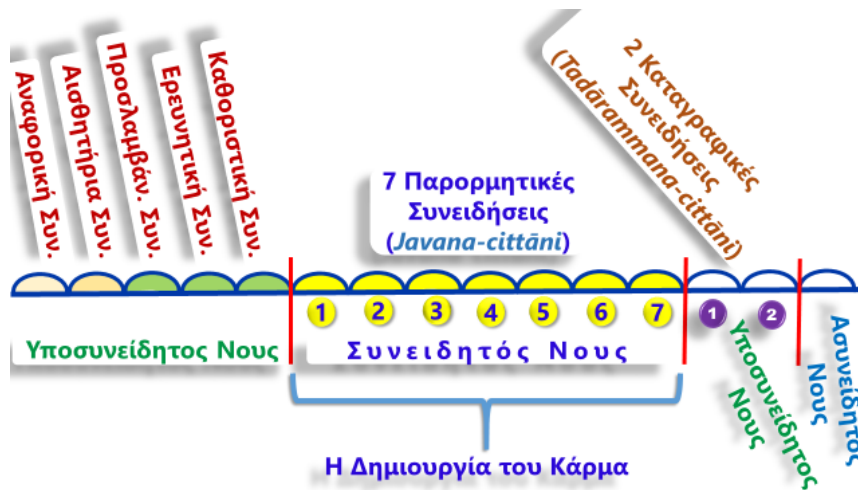 Αναφορική Συν.
Αισθητήρια Συν.
Προσλαμβάν. Συν.
Ερευνητική Συν.
Καθοριστική Συν.
7 Παρορμητικές
Συνειδήσεις
(Javana-cittāni)
2 Καταγραφικές
Συνειδήσεις
(Tadārammana-cittāni)
1 2 3 4 5 6 7
1 2
Υποσυνείδητος Νους
Συνειδητός Νους
Υποσυνείδητος
Νους
Ασυνείδητος
Νους
Η Δημιουργία του Κάρμα